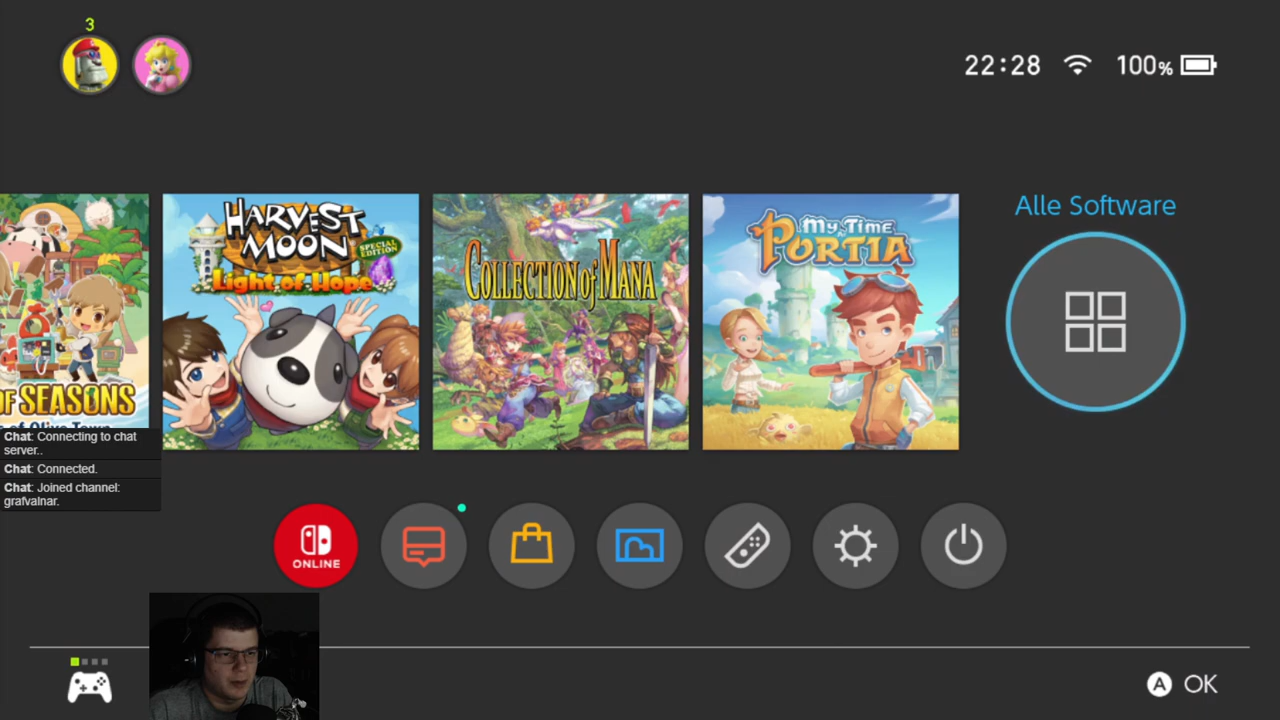 3
22:28
100%
Alle Software
HARVEST
MOON
SPECIAL
EDITION
Light of Hope
COLLECTION of MANA
My Time
AT
PORTIA
OF SEASONS
Chat: Connecting to chat
server..
Chat: Connected.
Chat: Joined channel:
grafvalnar.
ONLINE
A OK